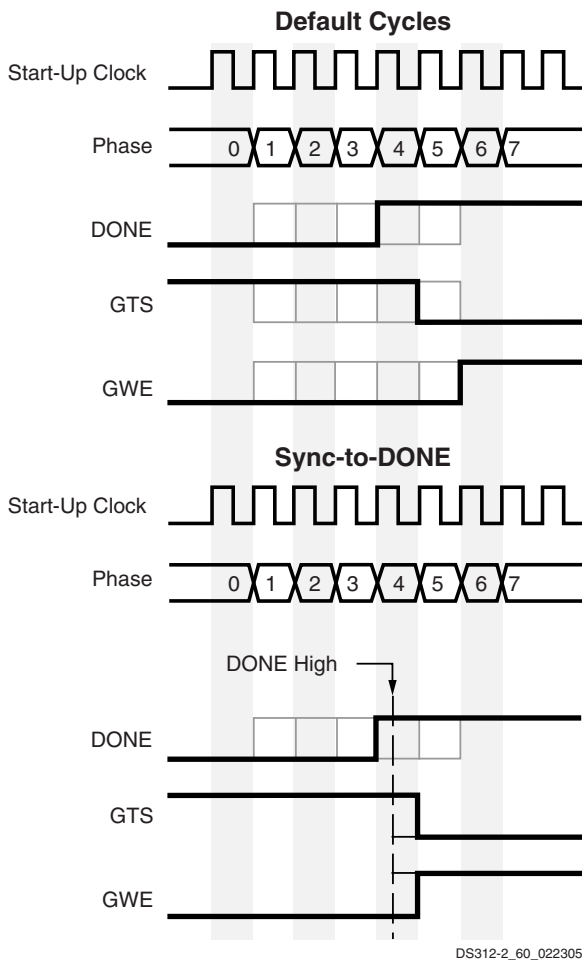 Default Cycles
Start-Up Clock
Phase
0 1 2 3 4 5 6 7
DONE
GTS
GWE
Sync-to-DONE
Start-Up Clock
Phase
0 1 2 3 4 5 6 7
DONE High
DONE
GTS
GWE
DS312-2_60_022305